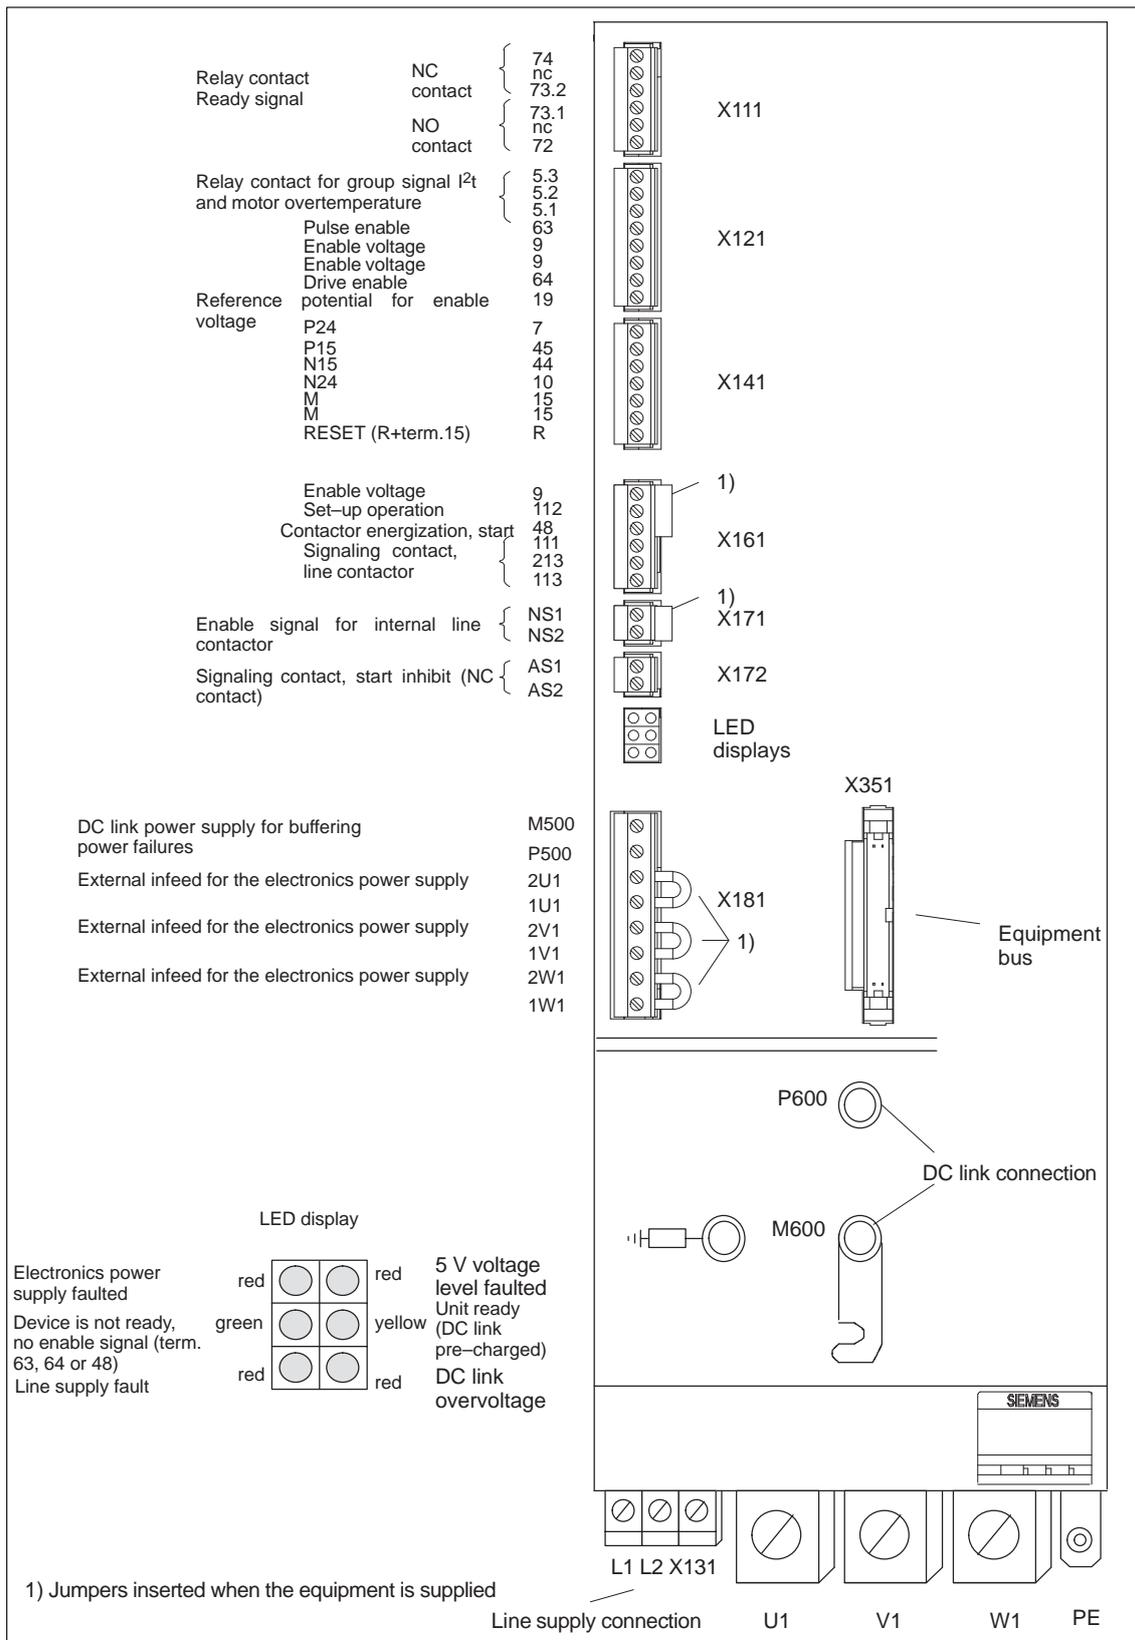 Relay contact
Ready signal
NC
contact
74
nc
73.2
NO
contact
73.1
nc
72
X111
Relay contact for group signal I2t
and motor overtemperature
5.3
5.2
5.1
Pulse enable 63
Enable voltage 9
Enable voltage 9
Drive enable 64
Reference potential for enable
voltage
19
X121
P24 7
P15 45
N15 44
N24 10
M 15
M 15
RESET (R+term.15) R
X141
Enable voltage 9
Set–up operation 112
Contactor energization, start 48
Signaling contact,
line contactor
111
213
113
1)
X161
Enable signal for internal line
contactor
NS1
NS2
1)
X171
Signaling contact, start inhibit (NC
contact)
AS1
AS2
X172
LED
displays
X351
DC link power supply for buffering
power failures
M500
P500
External infeed for the electronics power supply 2U1
1U1
External infeed for the electronics power supply 2V1
1V1
External infeed for the electronics power supply 2W1
1W1
X181
1)
Equipment
bus
P600
DC link connection
M600
LED display
Electronics power
supply faulted
red
red
5 V voltage
level faulted
Device is not ready,
no enable signal (term.
63, 64 or 48)
green
yellow
Unit ready
(DC link
pre–charged)
Line supply fault
red
red
DC link
overvoltage
SIEMENS
L1 L2 X131
1) Jumpers inserted when the equipment is supplied
Line supply connection
U1
V1
W1
PE